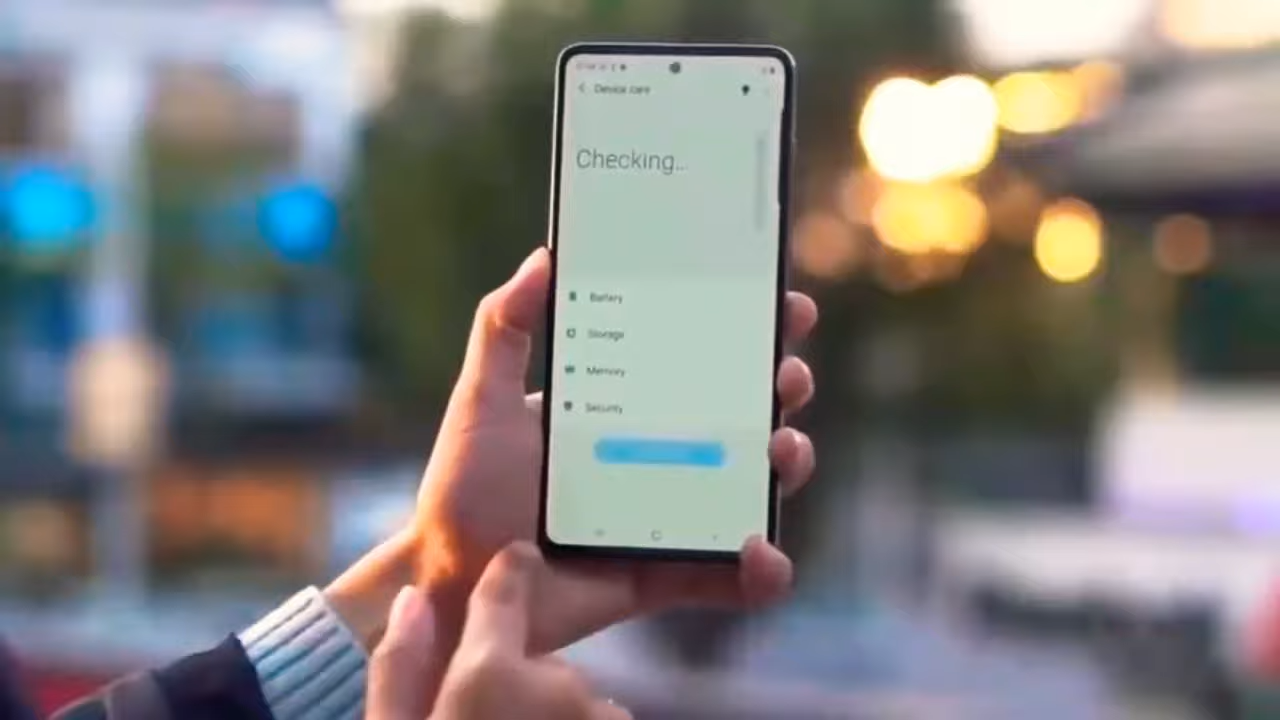 Device care
Checking..
Battery
Storage
Memory
Security